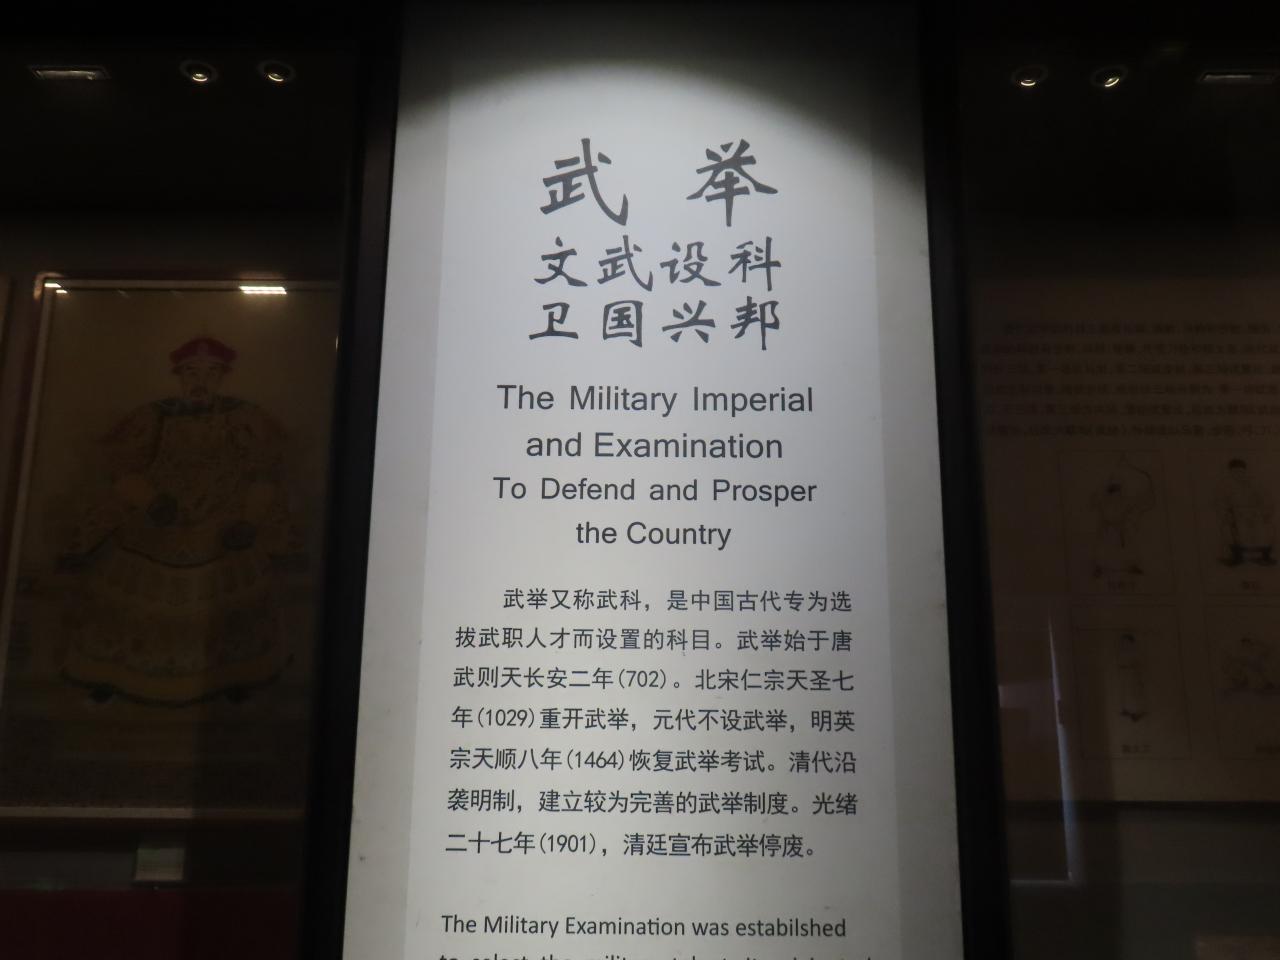 武 举
文武设科
卫国兴邦
The Military Imperial
and Examination
To Defend and Prosper
the Country
武举又称武科，是中国古代专为选
拔武职人才而设置的科目。武举始于唐
武则天长安二年(702)。北宋仁宗天圣七
年(1029)重开武举，元代不设武举，明英
宗天顺八年(1464)恢复武举考试。清代沿
袭明制，建立较为完善的武举制度。光绪
二十七年(1901)，清廷宣布武举停废。
The Military Examination was estabilshed